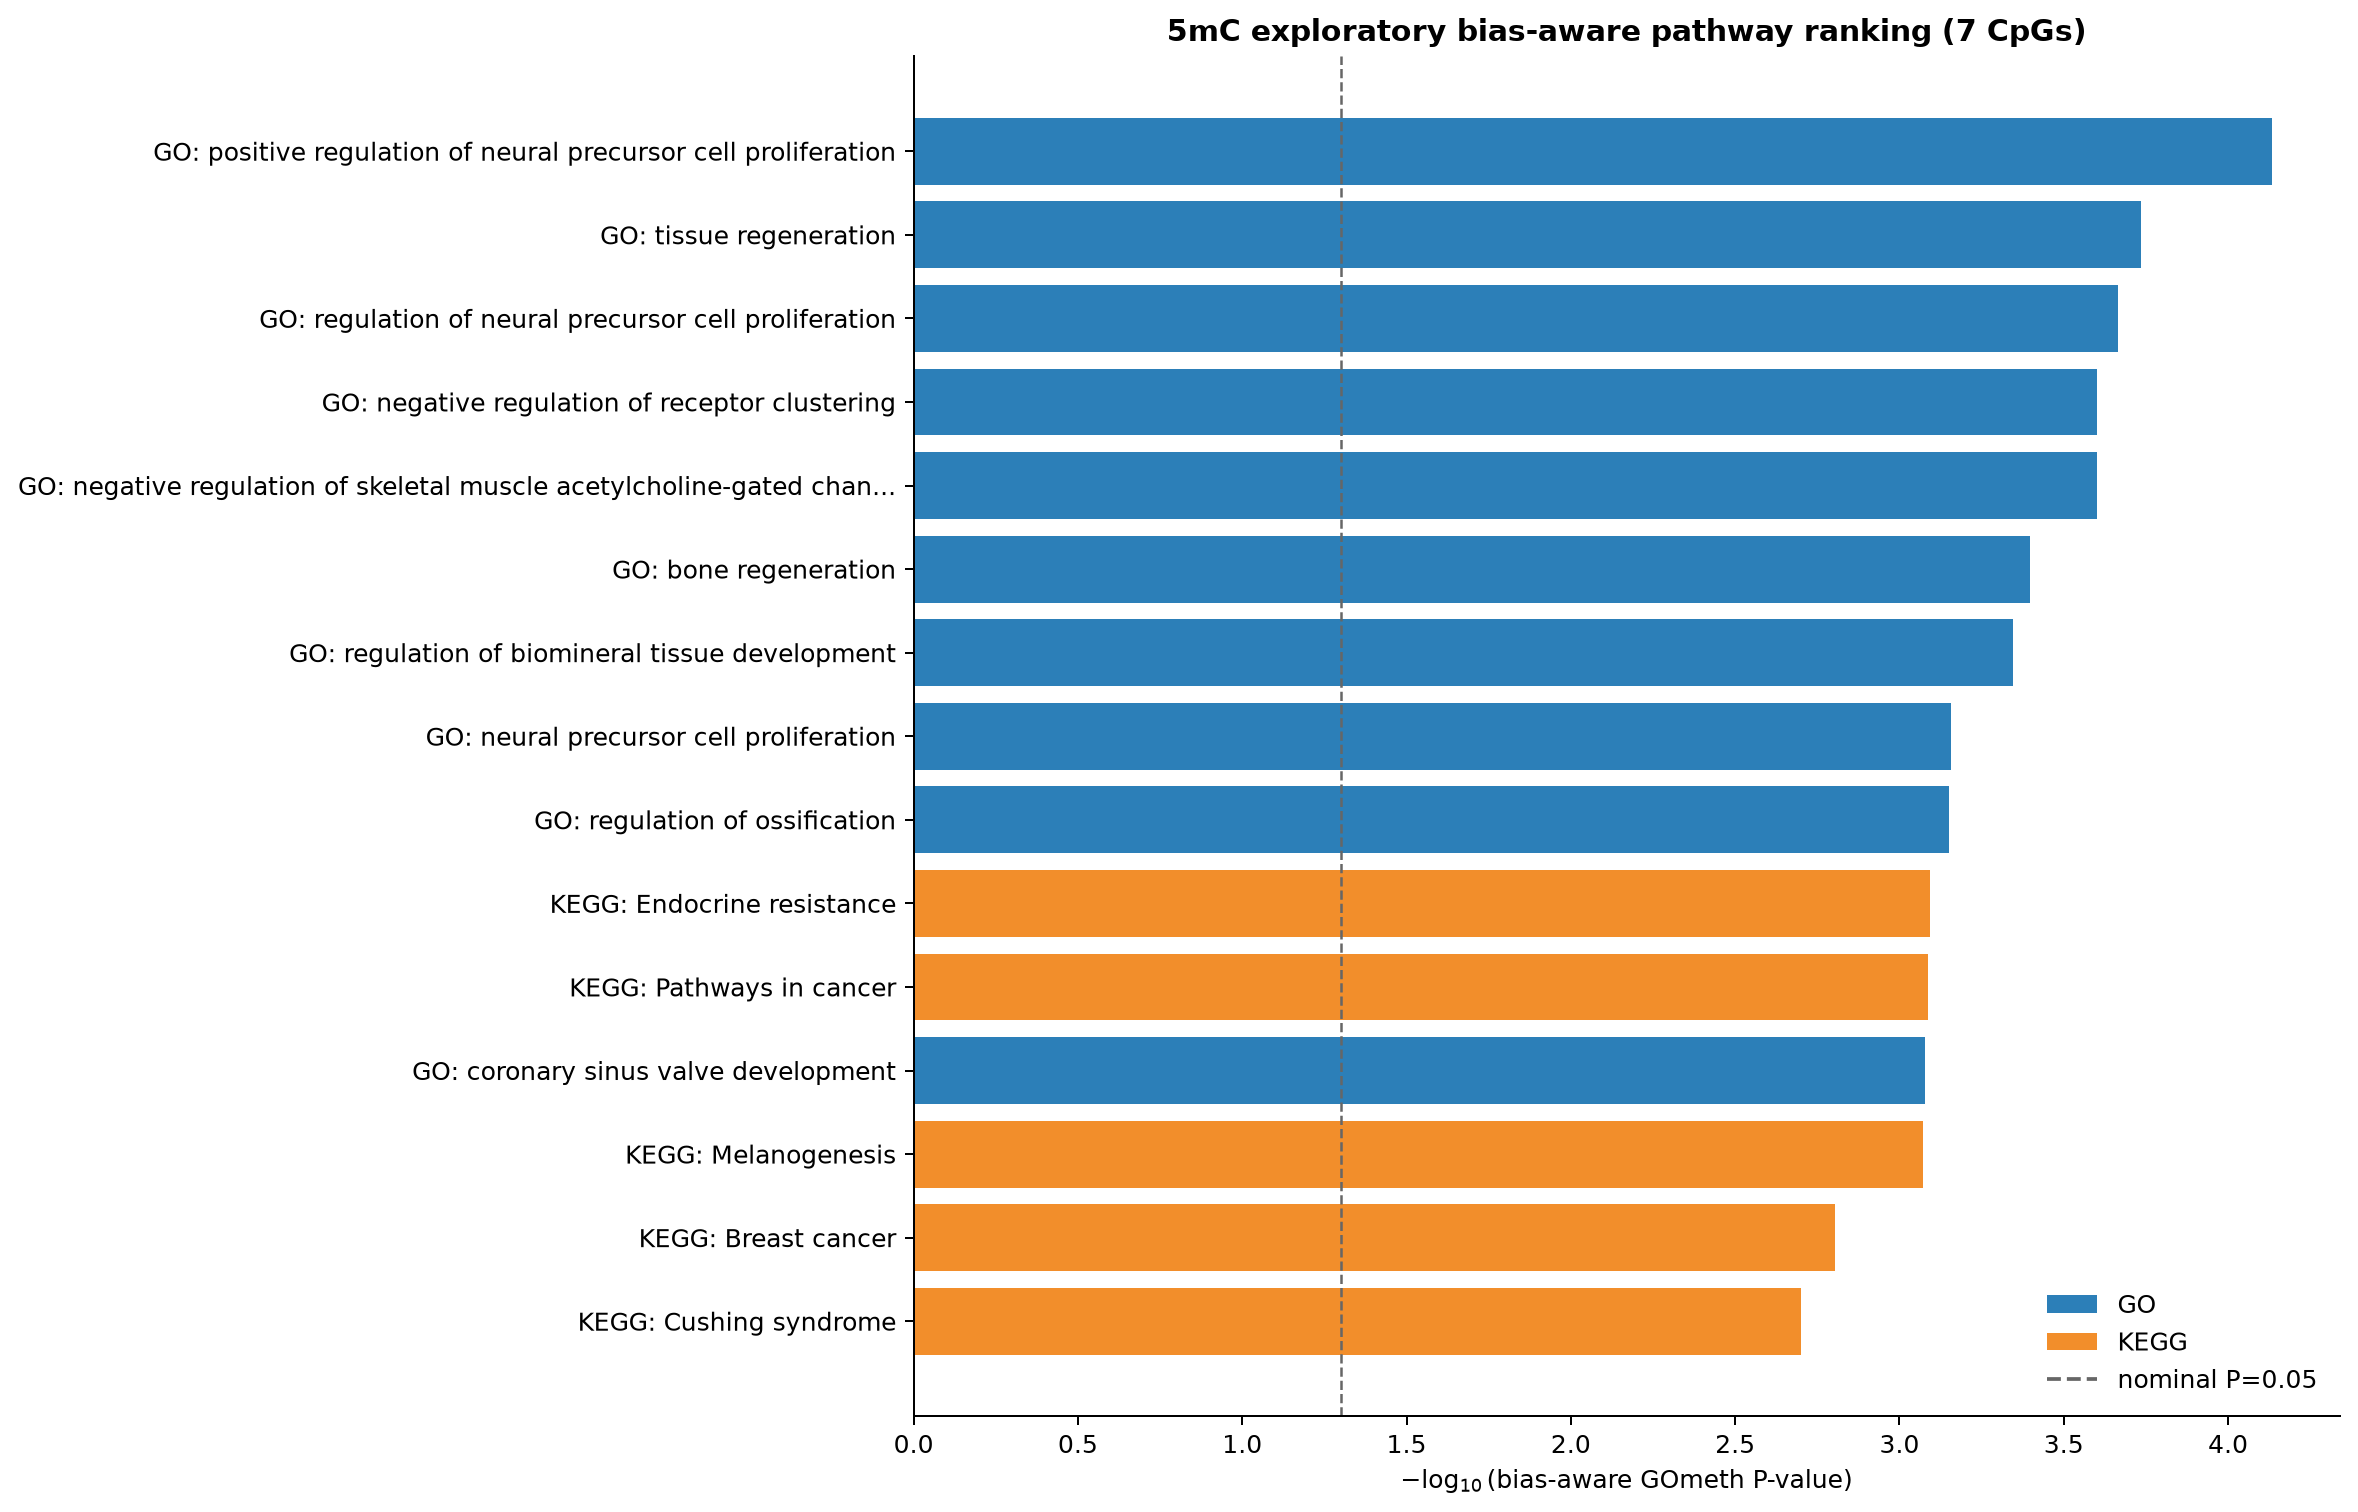 5mC exploratory bias-aware pathway ranking (7 CpGs)
GO: positive regulation of neural precursor cell proliferation
GO: tissue regeneration
GO: regulation of neural precursor cell proliferation
GO: negative regulation of receptor clustering
GO: negative regulation of skeletal muscle acetylcholine-gated chan...
GO: bone regeneration
GO: regulation of biomineral tissue development
GO: neural precursor cell proliferation
GO: regulation of ossification
KEGG: Endocrine resistance
KEGG: Pathways in cancer
GO: coronary sinus valve development
KEGG: Melanogenesis
KEGG: Breast cancer
KEGG: Cushing syndrome
GO
KEGG
nominal P=0.05
0.0 0.5 1.0 1.5 2.0 2.5 3.0 3.5 4.0
−log₁₀(bias-aware GOmeth P-value)